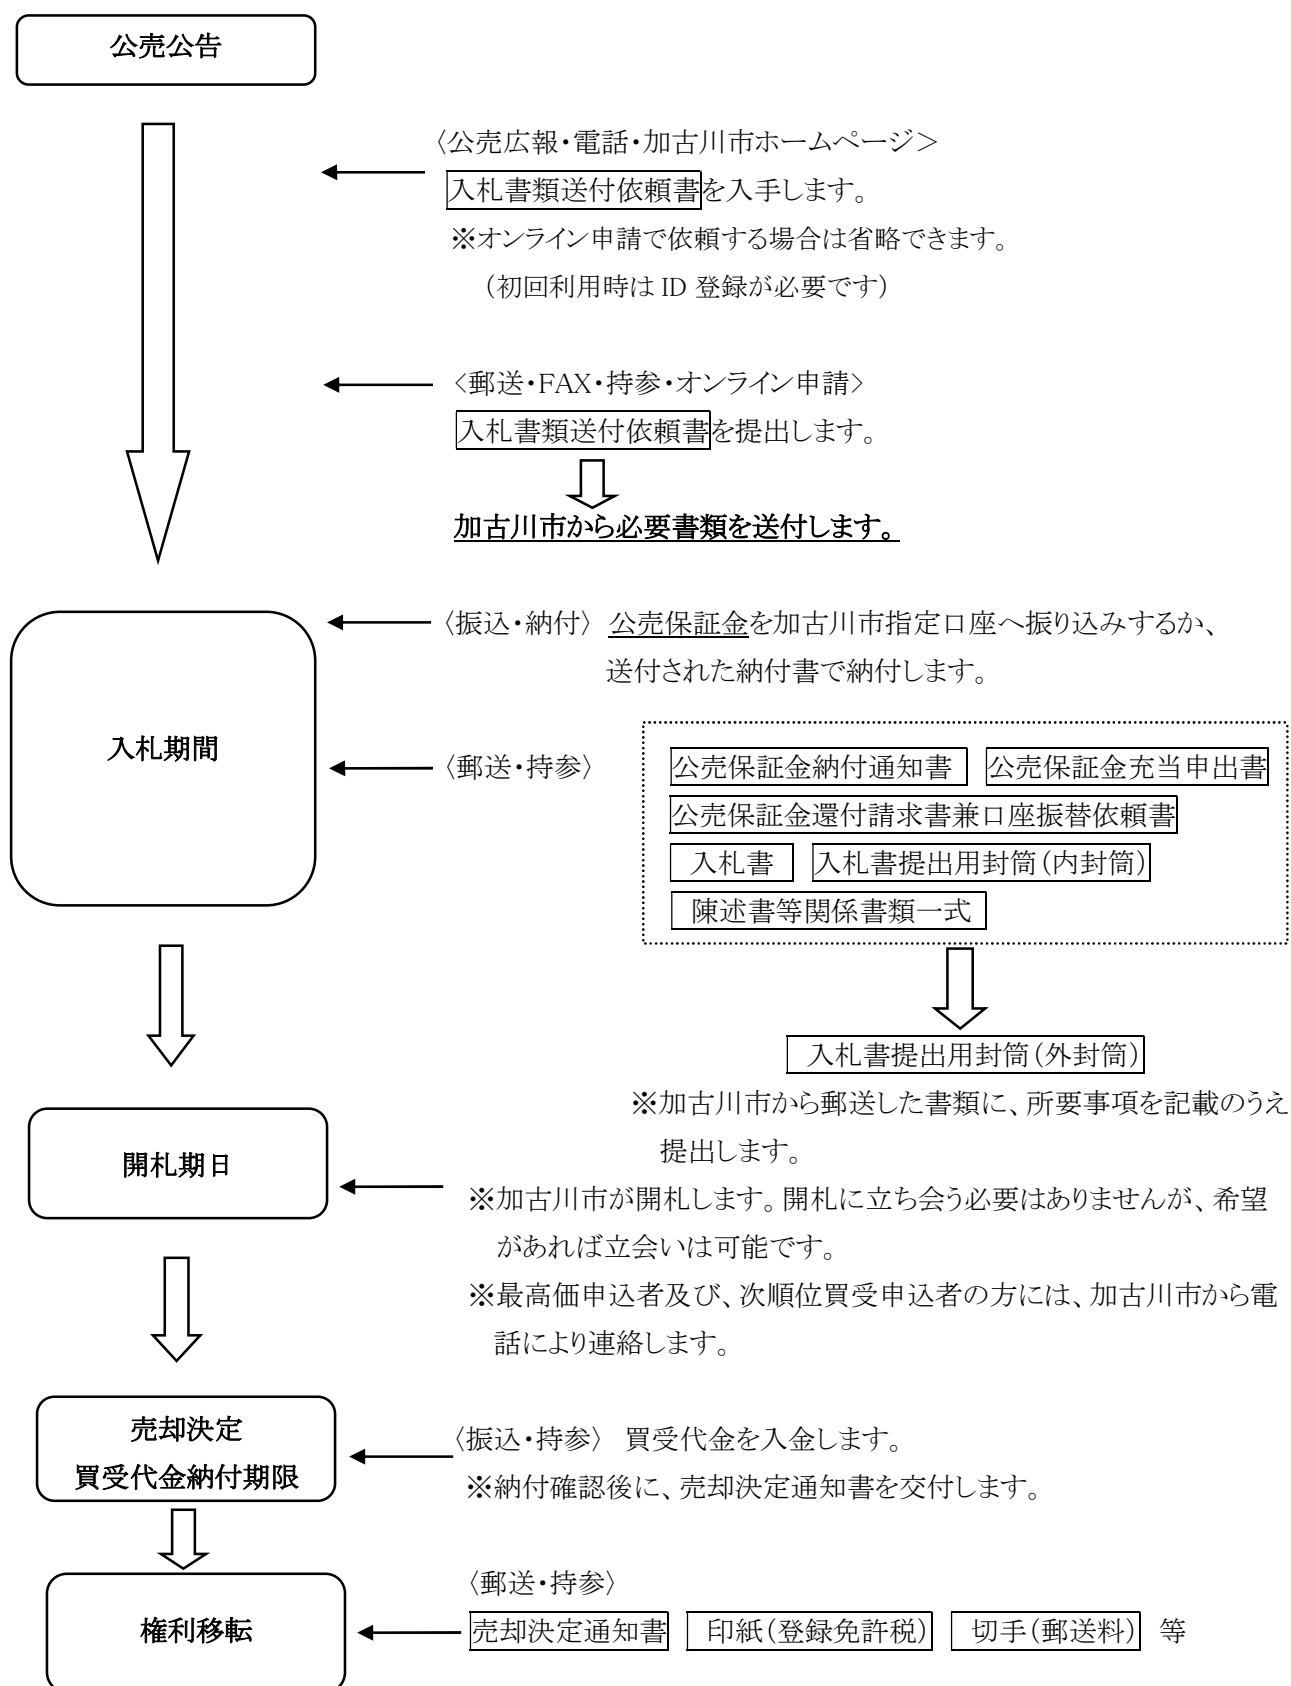 公売公告
〈公売広報・電話・加古川市ホームページ＞
入札書類送付依頼書を入手します。
※オンライン申請で依頼する場合は省略できます。
（初回利用時は ID 登録が必要です）
〈郵送・FAX・持参・オンライン申請〉
入札書類送付依頼書を提出します。
加古川市から必要書類を送付します。
〈振込・納付〉 公売保証金を加古川市指定口座へ振り込みするか、
送付された納付書で納付します。
入札期間
〈郵送・持参〉
公売保証金納付通知書 公売保証金充当申出書
公売保証金還付請求書兼口座振替依頼書
入札書 入札書提出用封筒（内封筒）
陳述書等関係書類一式
入札書提出用封筒（外封筒）
※加古川市から郵送した書類に、所要事項を記載のうえ
提出します。
開札期日
※加古川市が開札します。開札に立ち会う必要はありませんが、希望
があれば立会いは可能です。
※最高価申込者及び、次順位買受申込者の方には、加古川市から電
話により連絡します。
売却決定
買受代金納付期限
〈振込・持参〉 買受代金を入金します。
※納付確認後に、売却決定通知書を交付します。
権利移転
〈郵送・持参〉
売却決定通知書 印紙（登録免許税） 切手（郵送料） 等